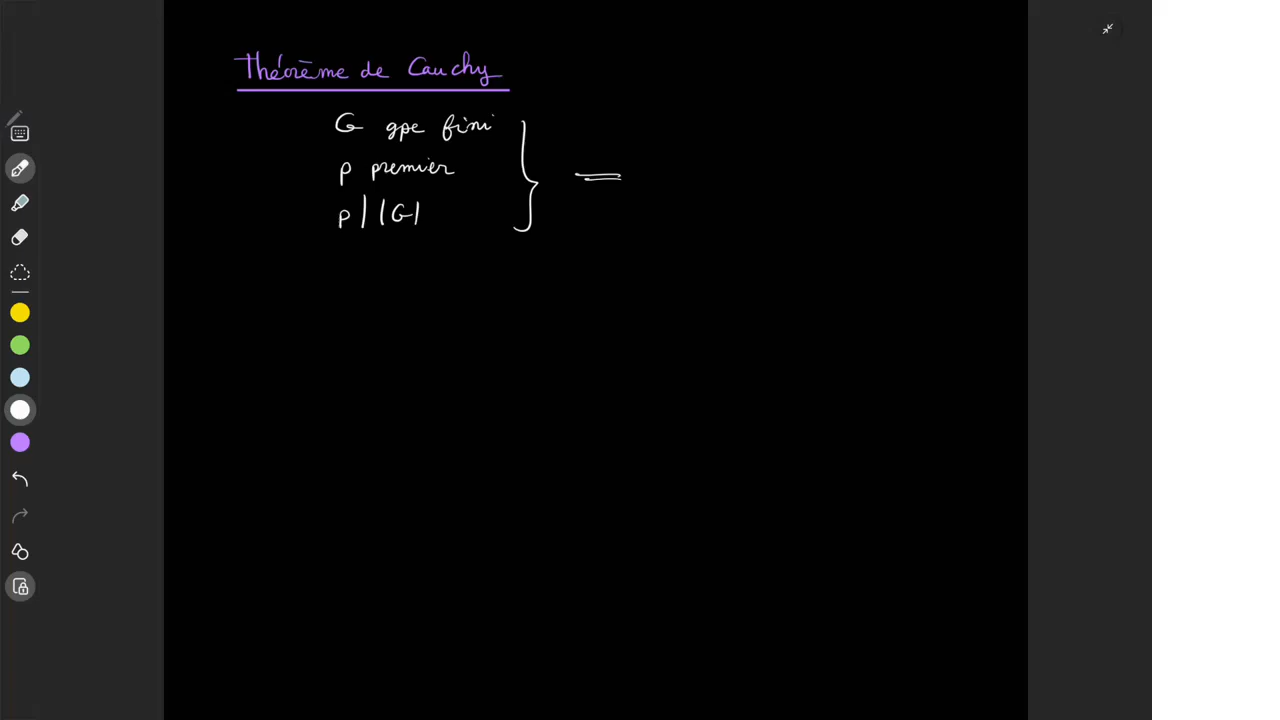 Théorème de Cauchy
G gpe fini
p premier
p | |G|
=